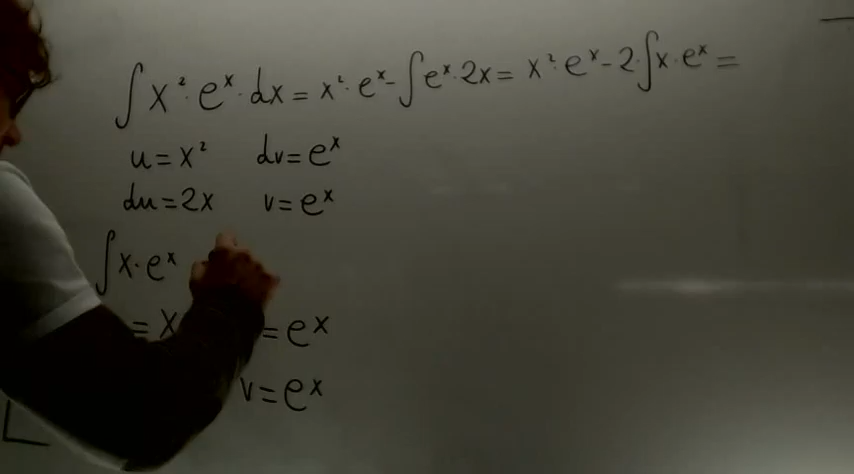 ∫ x² · eˣ · dx = x² · eˣ - ∫ eˣ · 2x = x² · eˣ - 2 · ∫ x · eˣ =
u = x² dv = eˣ
du = 2x v = eˣ
∫ x · eˣ
= x = eˣ
v = eˣ